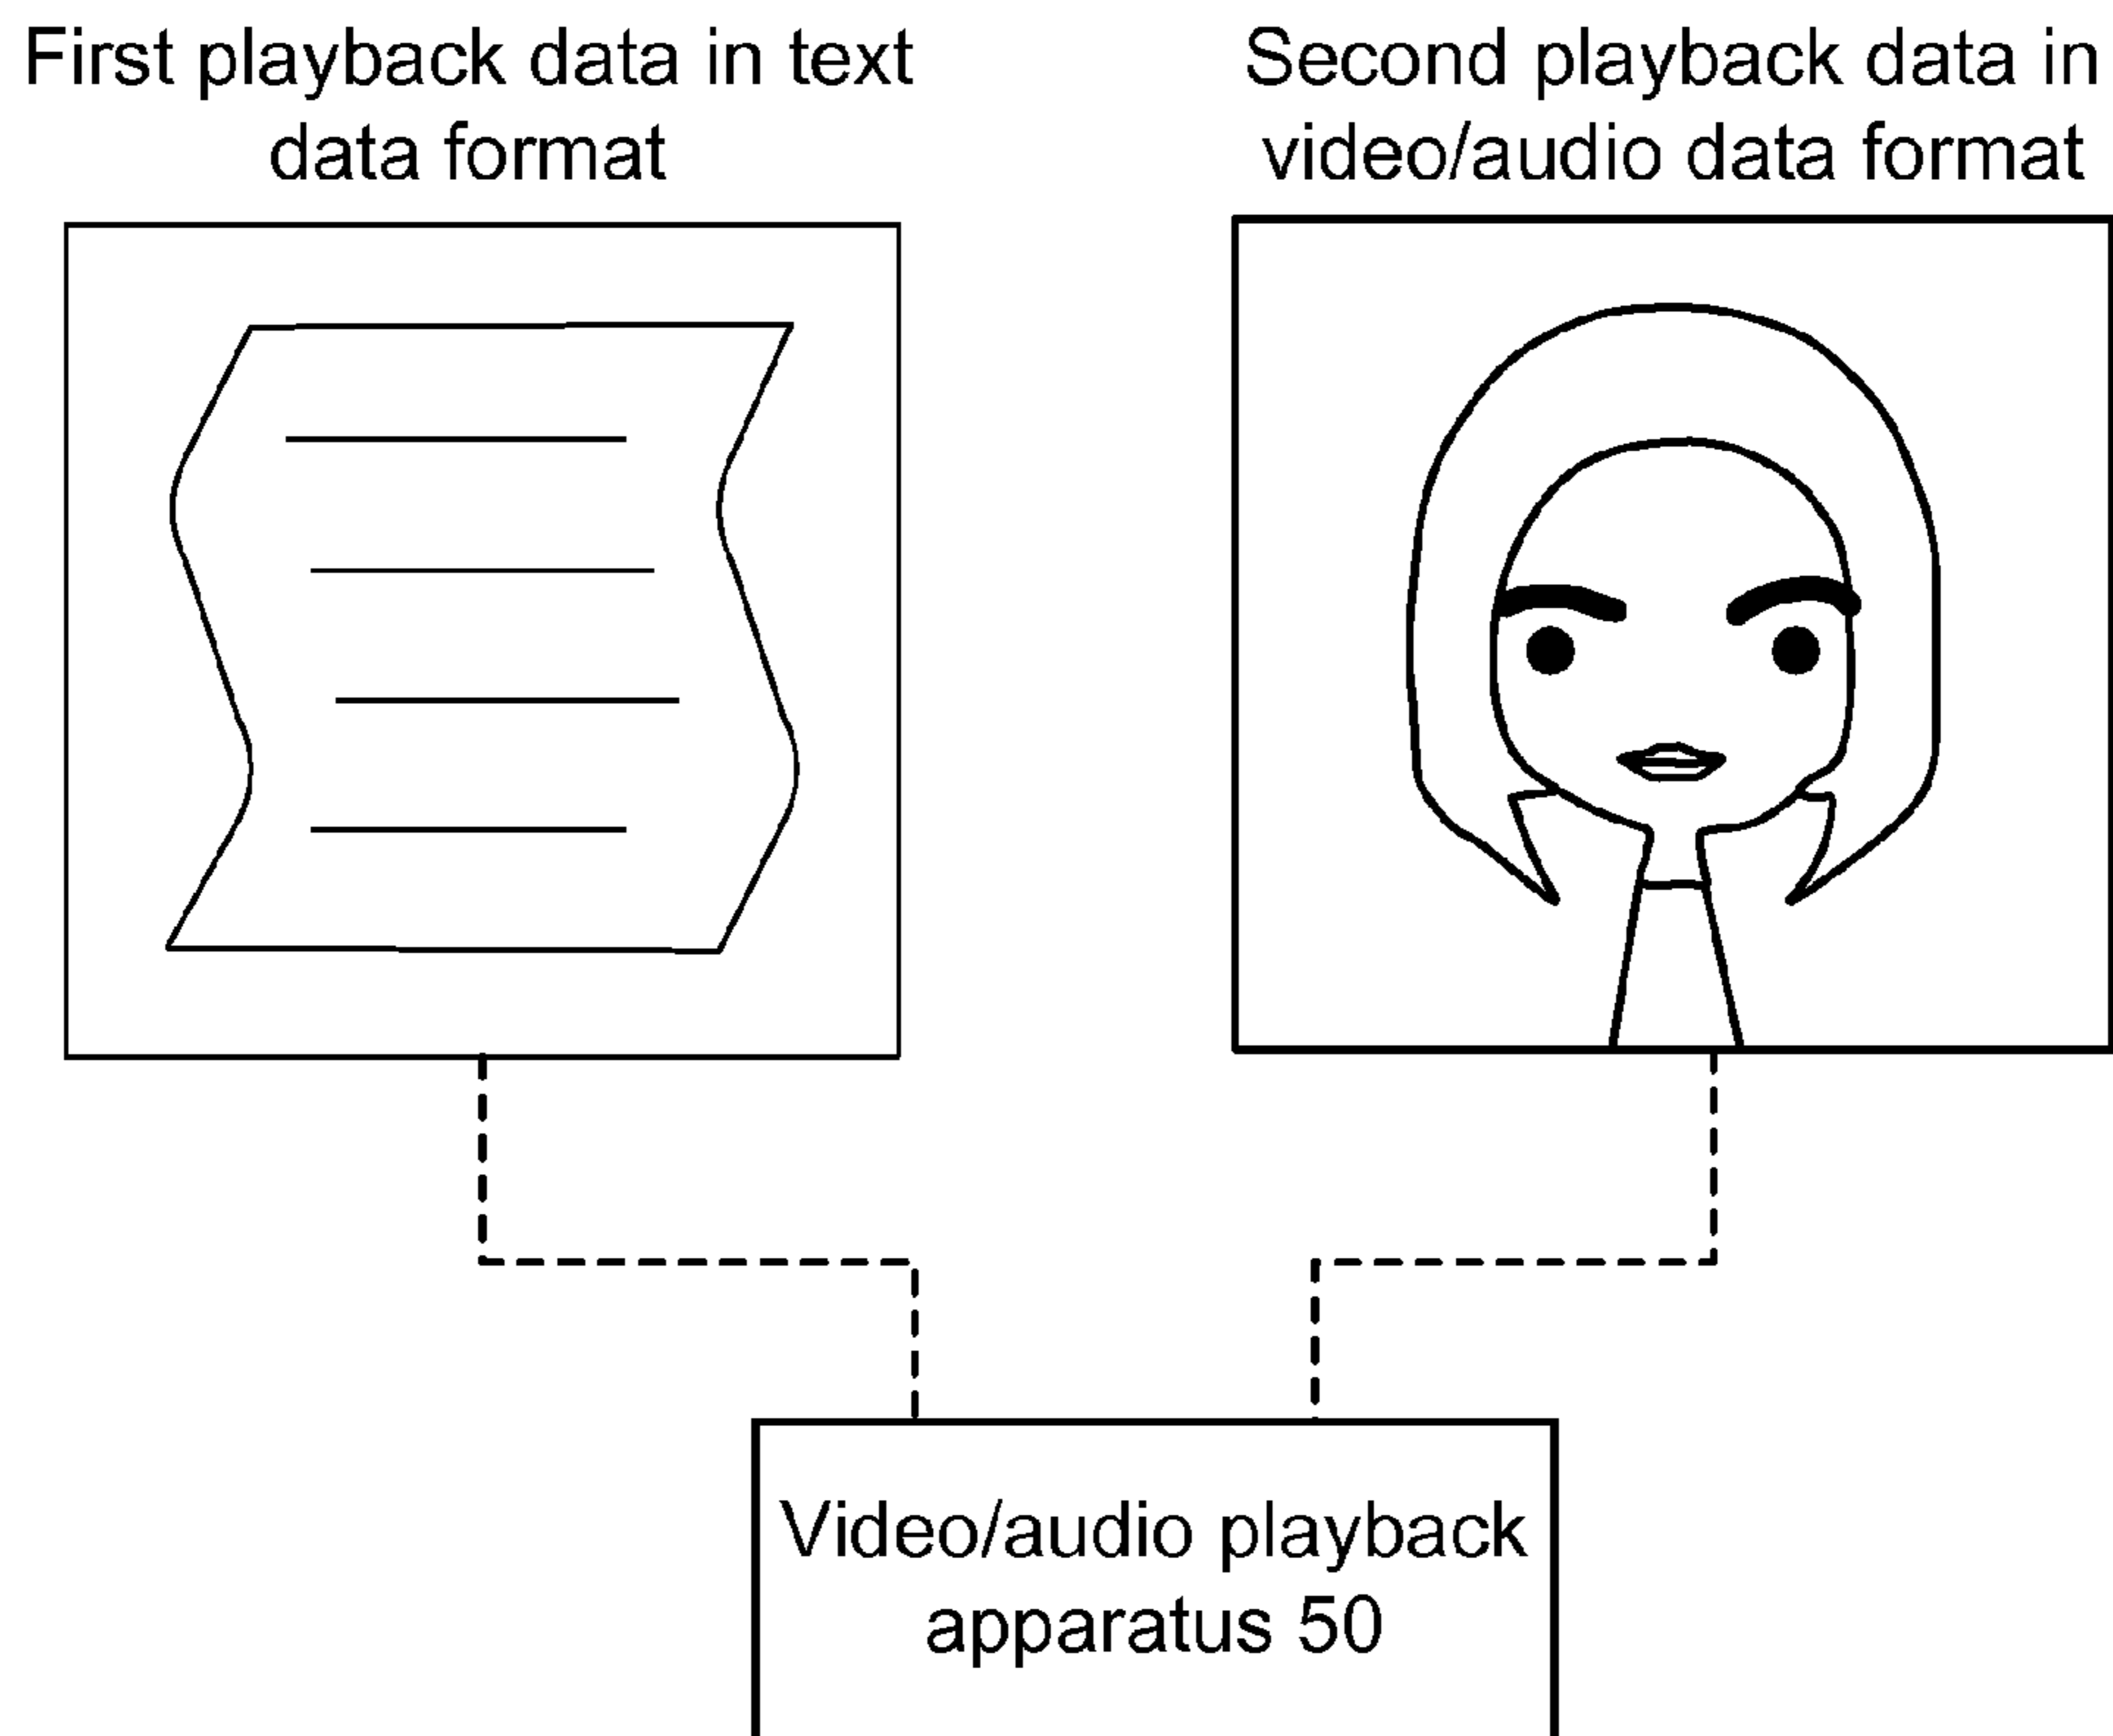 First playback data in text
data format
Second playback data in
video/audio data format
Video/audio playback
apparatus 50